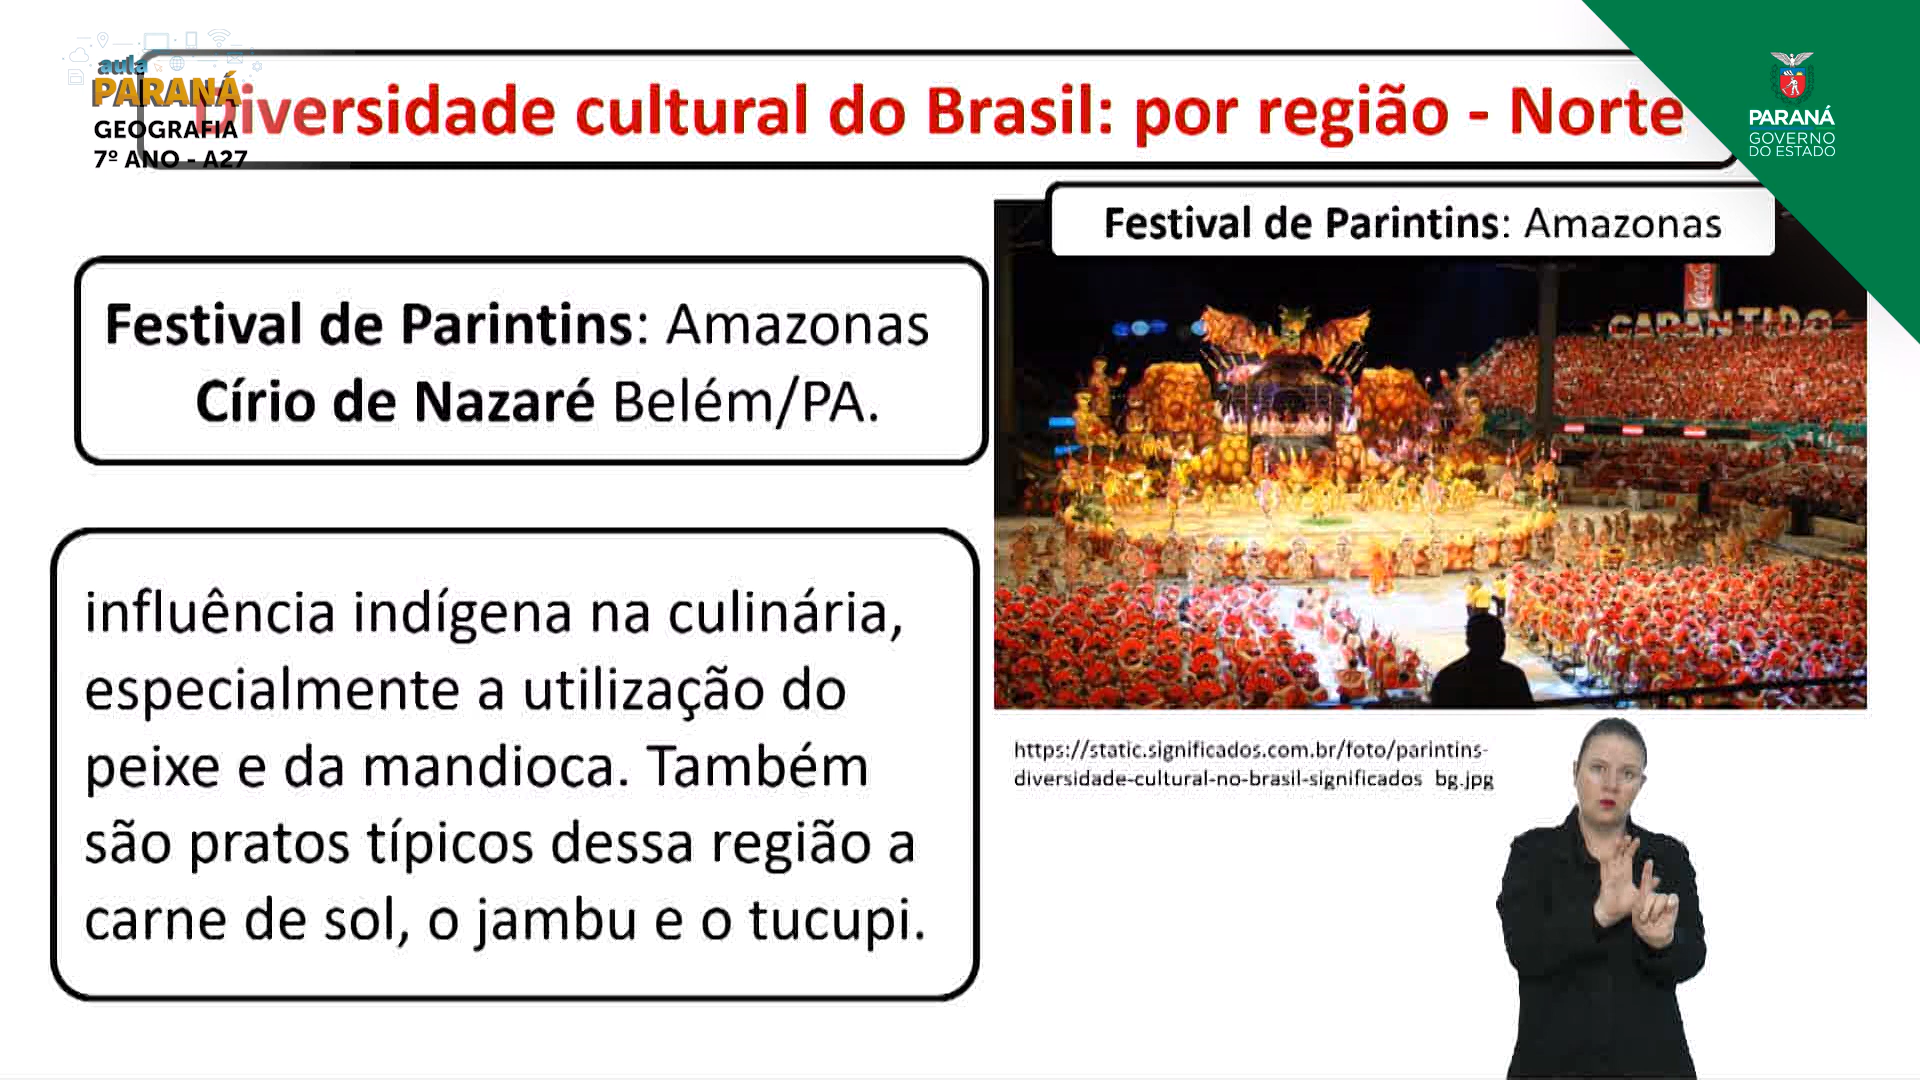 aula
PARANÁ
GEOGRAFIA
7º ANO - A27
Diversidade cultural do Brasil: por região - Norte
PARANÁ
GOVERNO
DO ESTADO
Festival de Parintins: Amazonas
Festival de Parintins: Amazonas
Círio de Nazaré Belém/PA.
Coca-Cola
GARANTIDO
influência indígena na culinária,
especialmente a utilização do
peixe e da mandioca. Também
são pratos típicos dessa região a
carne de sol, o jambu e o tucupi.
https://static.significados.com.br/foto/parintins-
diversidade-cultural-no-brasil-significados bg.jpg